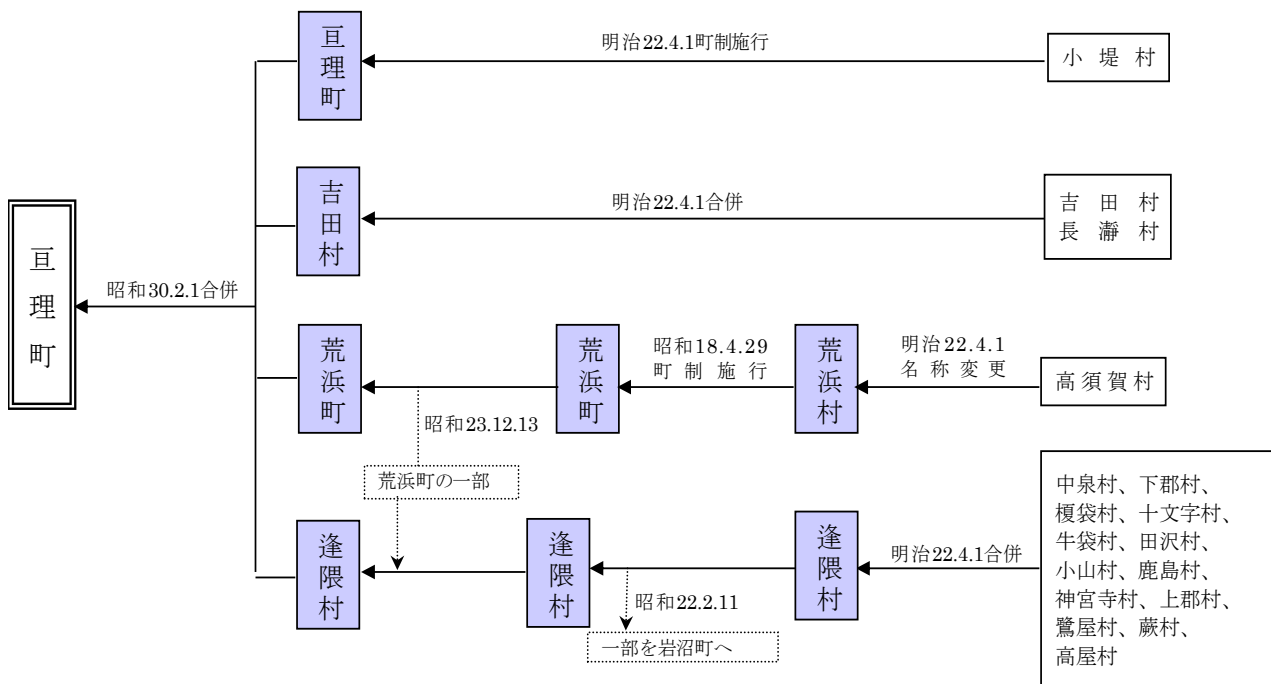 亘理町
明治22.4.1町制施行
小堤村
吉田村
明治22.4.1合併
吉田村
長瀞村
亘理町
昭和30.2.1合併
荒浜町
昭和18.4.29
町制施行
荒浜町
荒浜村
明治22.4.1
名称変更
高須賀村
昭和23.12.13
荒浜町の一部
逢隈村
逢隈村
昭和22.2.11
一部を岩沼町へ
逢隈村
明治22.4.1合併
中泉村、下郡村、
榎袋村、十文字村、
牛袋村、田沢村、
小山村、鹿島村、
神宮寺村、上郡村、
鷺屋村、蕨村、
高屋村